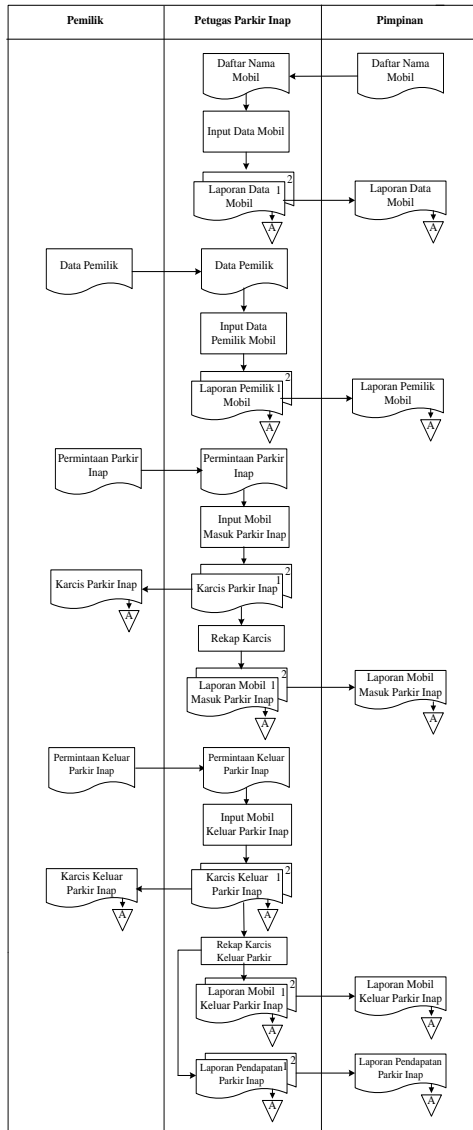 Pemilik
Petugas Parkir Inap
Pimpinan
Daftar Nama
Mobil
Daftar Nama
Mobil
Input Data Mobil
2
Laporan Data 1
Mobil
A
Laporan Data
Mobil
A
Data Pemilik
Data Pemilik
Input Data
Pemilik Mobil
2
Laporan Pemilik 1
Mobil
A
Laporan Pemilik
Mobil
A
Permintaan Parkir
Inap
Permintaan Parkir
Inap
Input Mobil
Masuk Parkir Inap
Karcis Parkir Inap
A
2
1
Karcis Parkir Inap
Rekap Karcis
2
Laporan Mobil 1
Masuk Parkir Inap
A
Laporan Mobil
Masuk Parkir Inap
A
Permintaan Keluar
Parkir Inap
Permintaan Keluar
Parkir Inap
Input Mobil
Keluar Parkir Inap
Karcis Keluar
Parkir Inap
A
2
Karcis Keluar 1
Parkir Inap
A
Rekap Karcis
Keluar Parkir
2
Laporan Mobil 1
Keluar Parkir Inap
A
Laporan Mobil
Keluar Parkir Inap
A
2
Laporan Pendapatan 1
Parkir Inap
A
Laporan Pendapatan
Parkir Inap
A